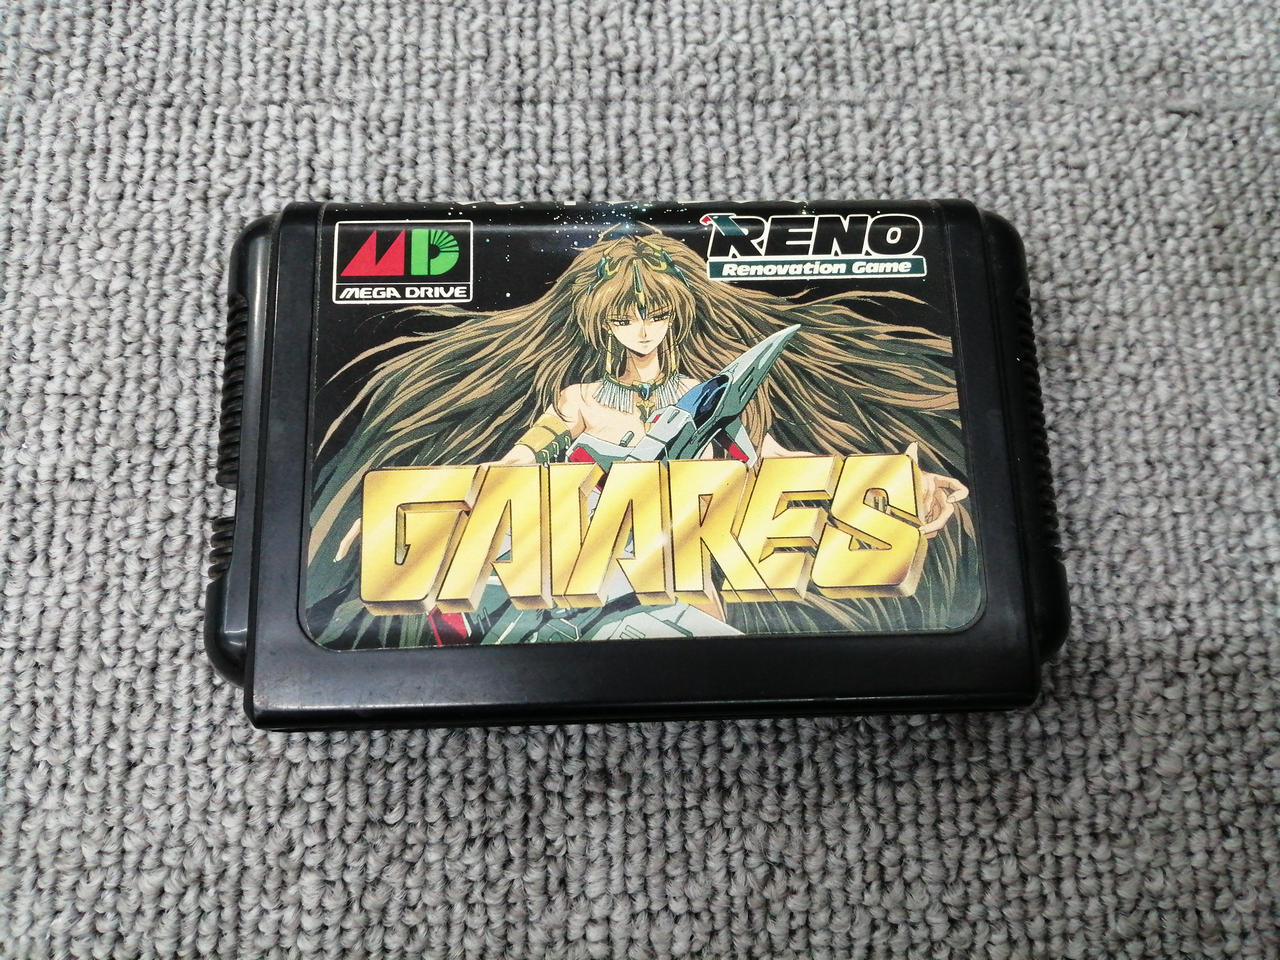 MD
MEGA DRIVE
RENO
Renovation Game
GAIARES